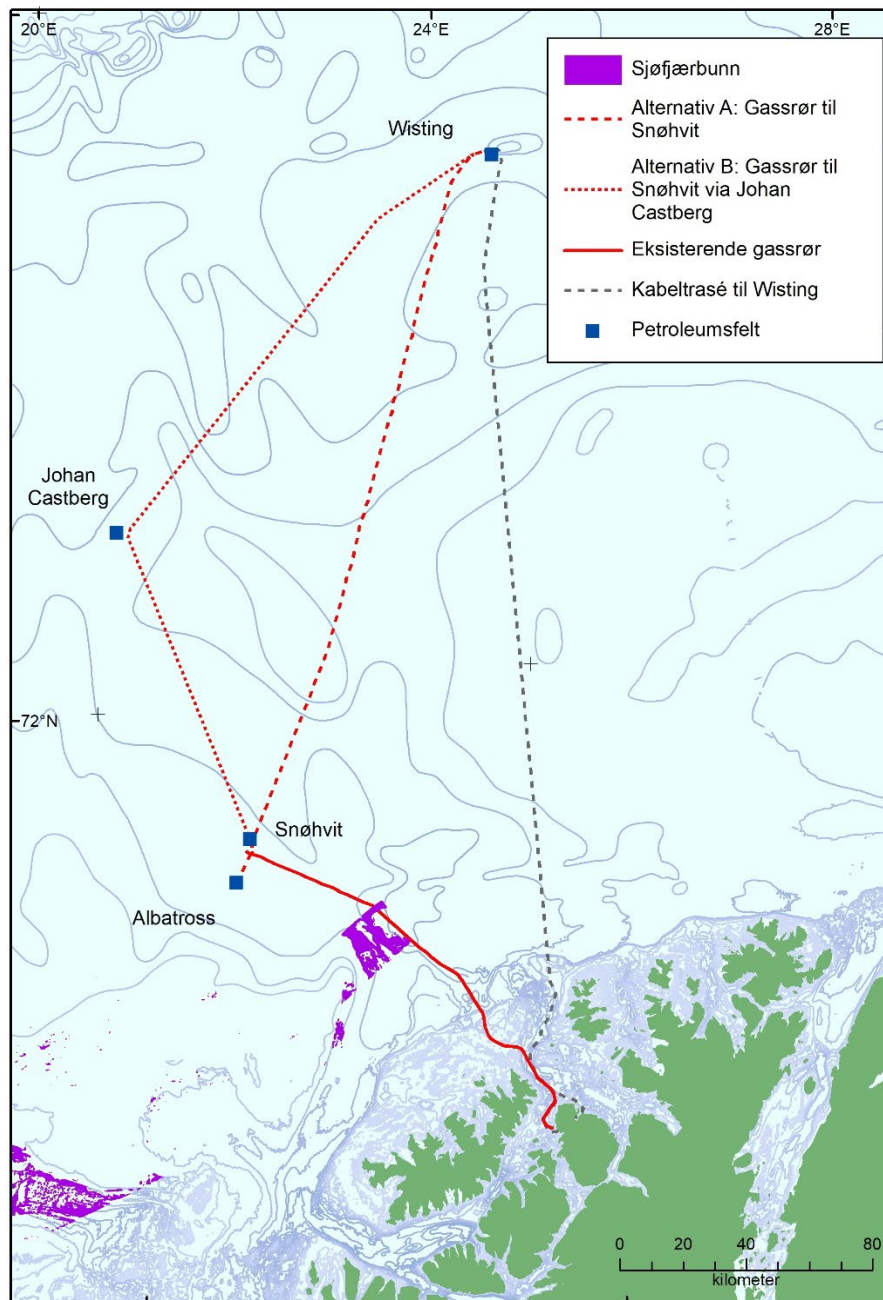 20°E
24°E
28°E
Sjøfjærbunn
Alternativ A: Gassrør til
Snøhvit
Alternativ B: Gassrør til
Snøhvit via Johan
Castberg
Eksisterende gassrør
Kabeltrasé til Wisting
Petroleumsfelt
Wisting
Johan
Castberg
72°N
Snøhvit
Albatross
0 20 40 60 80
kilometer